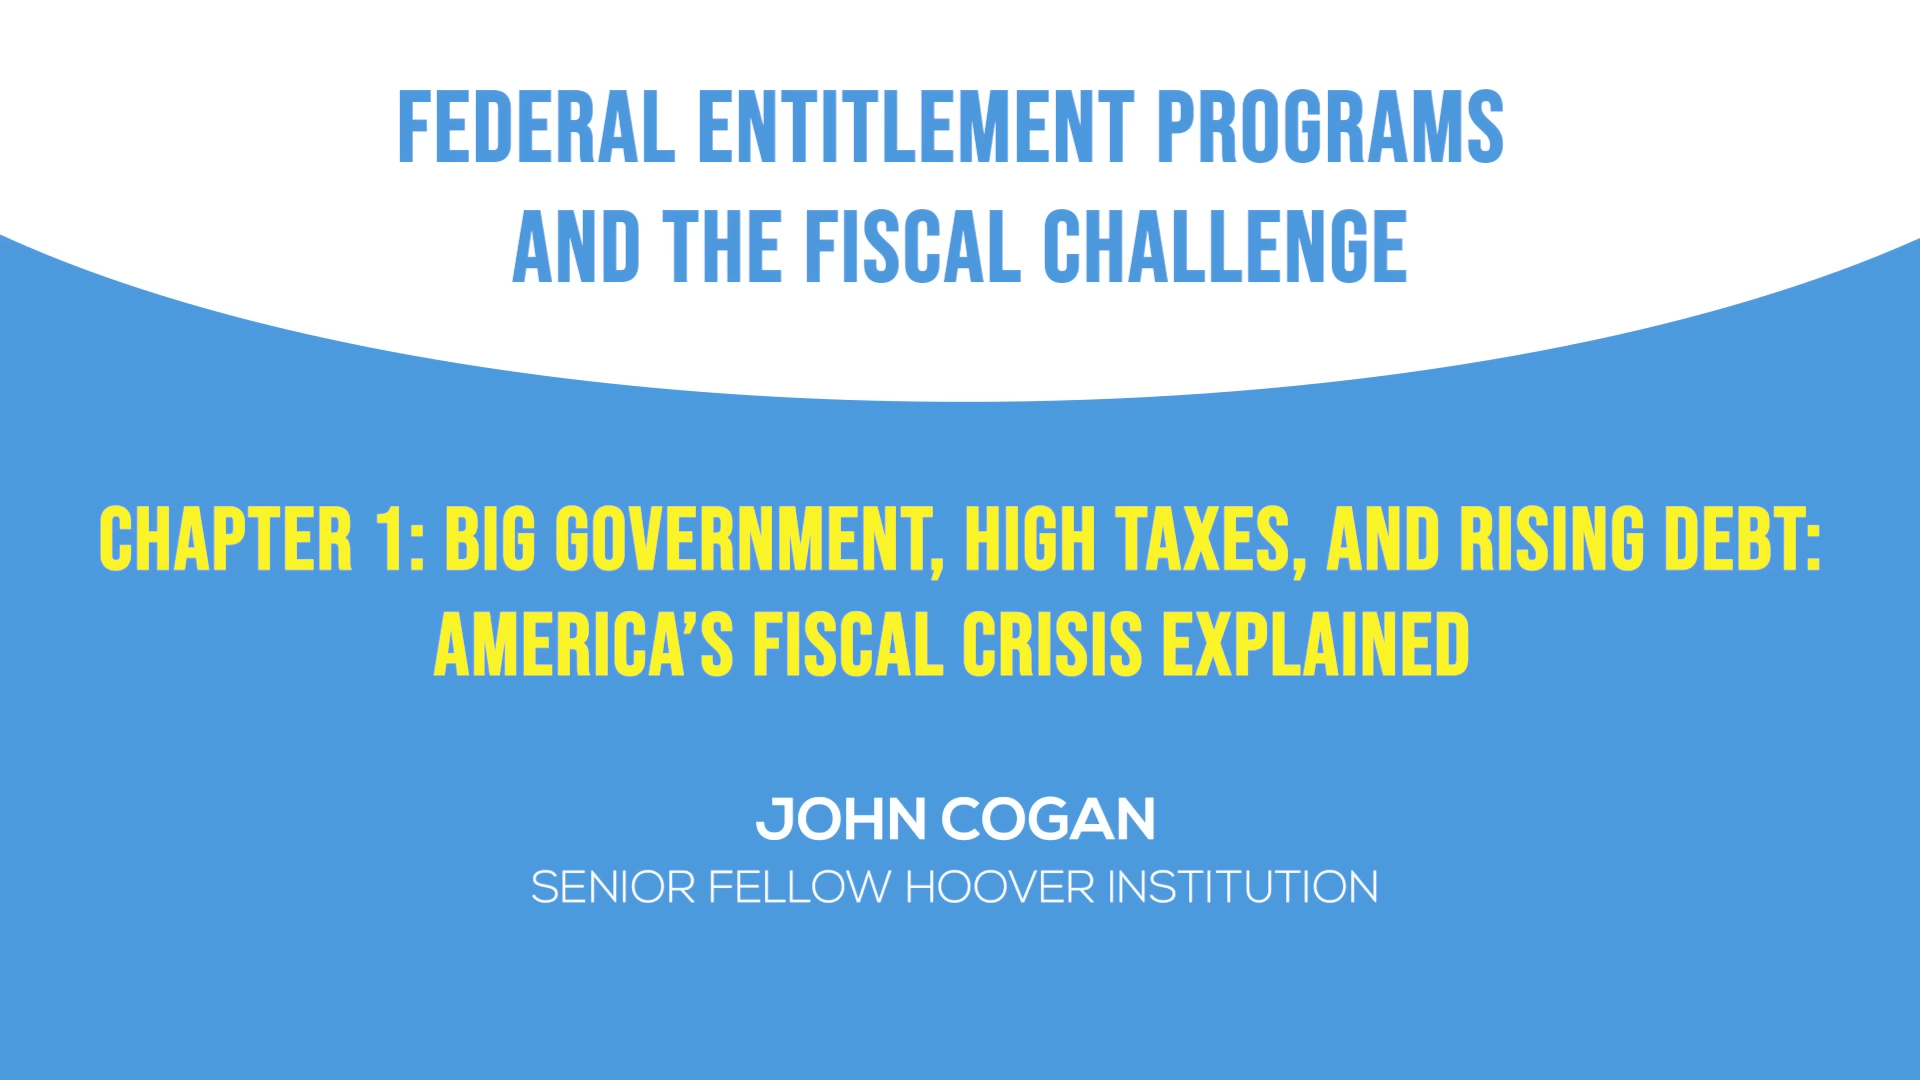 FEDERAL ENTITLEMENT PROGRAMS
AND THE FISCAL CHALLENGE
CHAPTER 1: BIG GOVERNMENT, HIGH TAXES, AND RISING DEBT:
AMERICA’S FISCAL CRISIS EXPLAINED
JOHN COGAN
SENIOR FELLOW HOOVER INSTITUTION